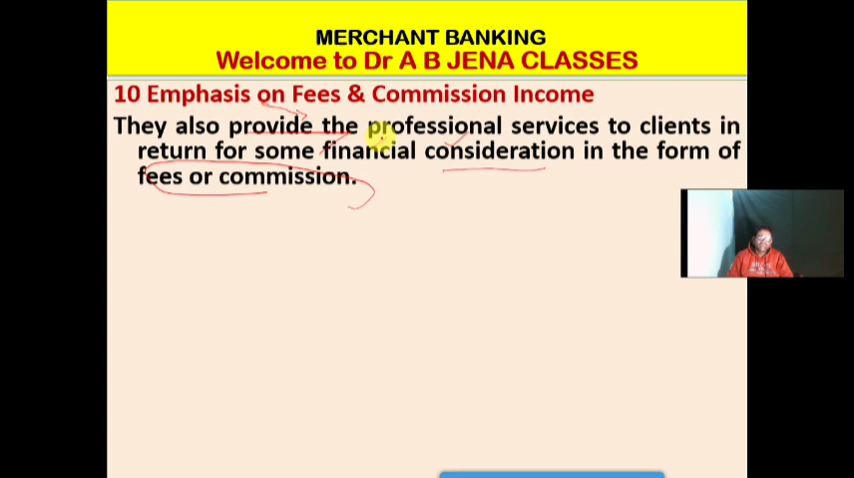 MERCHANT BANKING
Welcome to Dr A B JENA CLASSES
10 Emphasis on Fees & Commission Income
They also provide the professional services to clients in
return for some financial consideration in the form of
fees or commission.